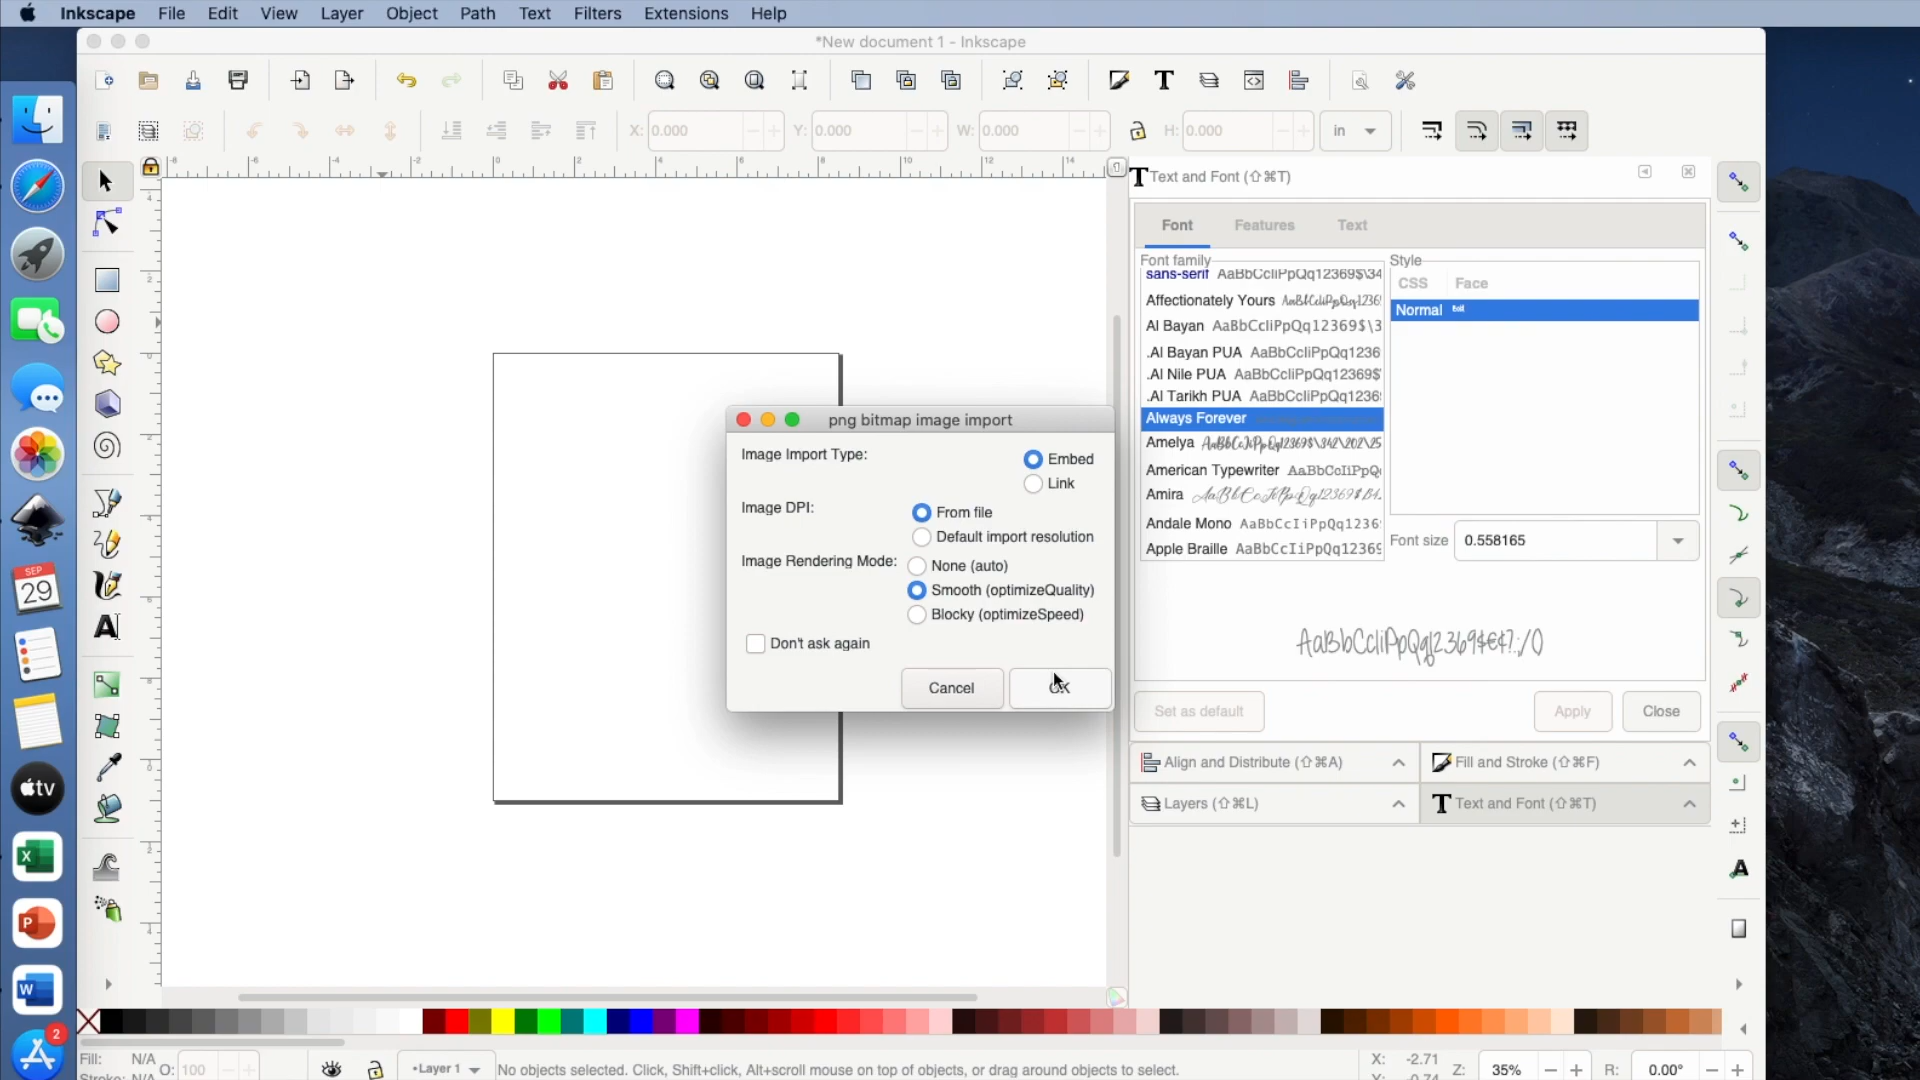 Inkscape File Edit View Layer Object Path Text Filters Extensions Help
*New document 1 - Inkscape
X: 0.000 Y: 0.000 W: 0.000 H: 0.000 in
Text and Font (⇧⌘T)
Font Features Text
Font family
sans-serif AaBbCcIiPpQq12369$\34
Affectionately Yours
Al Bayan AaBbCcIiPpQq12369$\3
.Al Bayan PUA AaBbCcIiPpQq1236
.Al Nile PUA AaBbCcIiPpQq12369$
.Al Tarikh PUA AaBbCcIiPpQq1236
Always Forever
Amelya
American Typewriter AaBbCcIiPpQ
Amira
Andale Mono AaBbCcIiPpQq1236
Apple Braille AaBbCcIiPpQq12369
Style
CSS Face
Normal Bold
Font size 0.558165
AaBbCcIiPpQq12369$€¢?.;/()
Set as default Apply Close
Align and Distribute (⇧⌘A) Fill and Stroke (⇧⌘F)
Layers (⇧⌘L) Text and Font (⇧⌘T)
png bitmap image import
Image Import Type: Embed
Link
Image DPI: From file
Default import resolution
Image Rendering Mode: None (auto)
Smooth (optimizeQuality)
Blocky (optimizeSpeed)
Don't ask again
Cancel OK
SEP
29
tv
2
Fill: N/A O: 100 Layer 1 No objects selected. Click, Shift+click, Alt+scroll mouse on top of objects, or drag around objects to select. X: -2.71 Z: 35% R: 0.00°